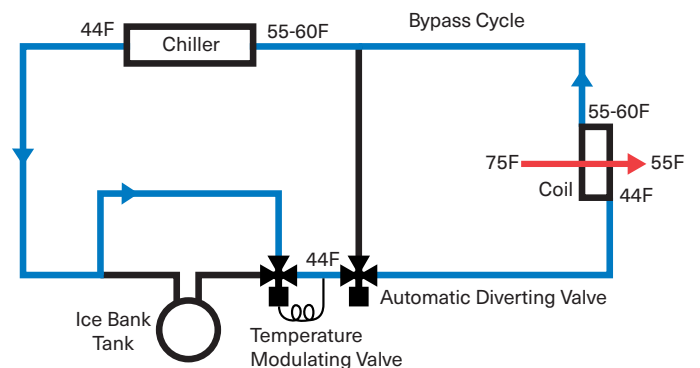 44F
Chiller
55-60F
Bypass Cycle
55-60F
75F
55F
Coil
44F
44F
Automatic Diverting Valve
Ice Bank
Tank
Temperature
Modulating Valve